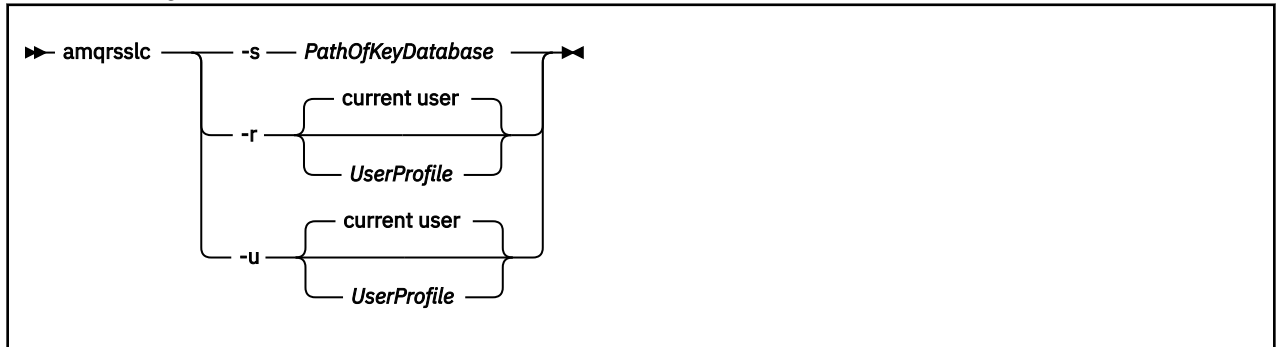 amqrsslc -s PathOfKeyDatabase
current user
-r
UserProfile
current user
-u
UserProfile